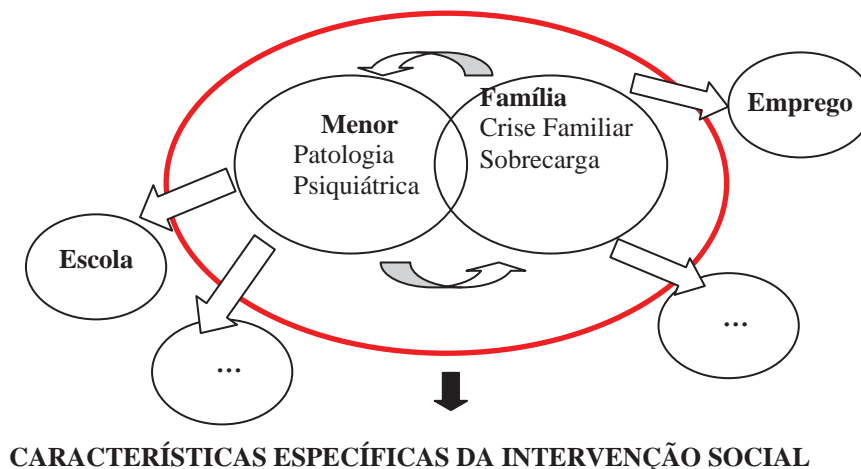 Família
Crise Familiar
Sobrecarga
Emprego
Menor
Patologia
Psiquiátrica
Escola
...
...
CARACTERÍSTICAS ESPECÍFICAS DA INTERVENÇÃO SOCIAL